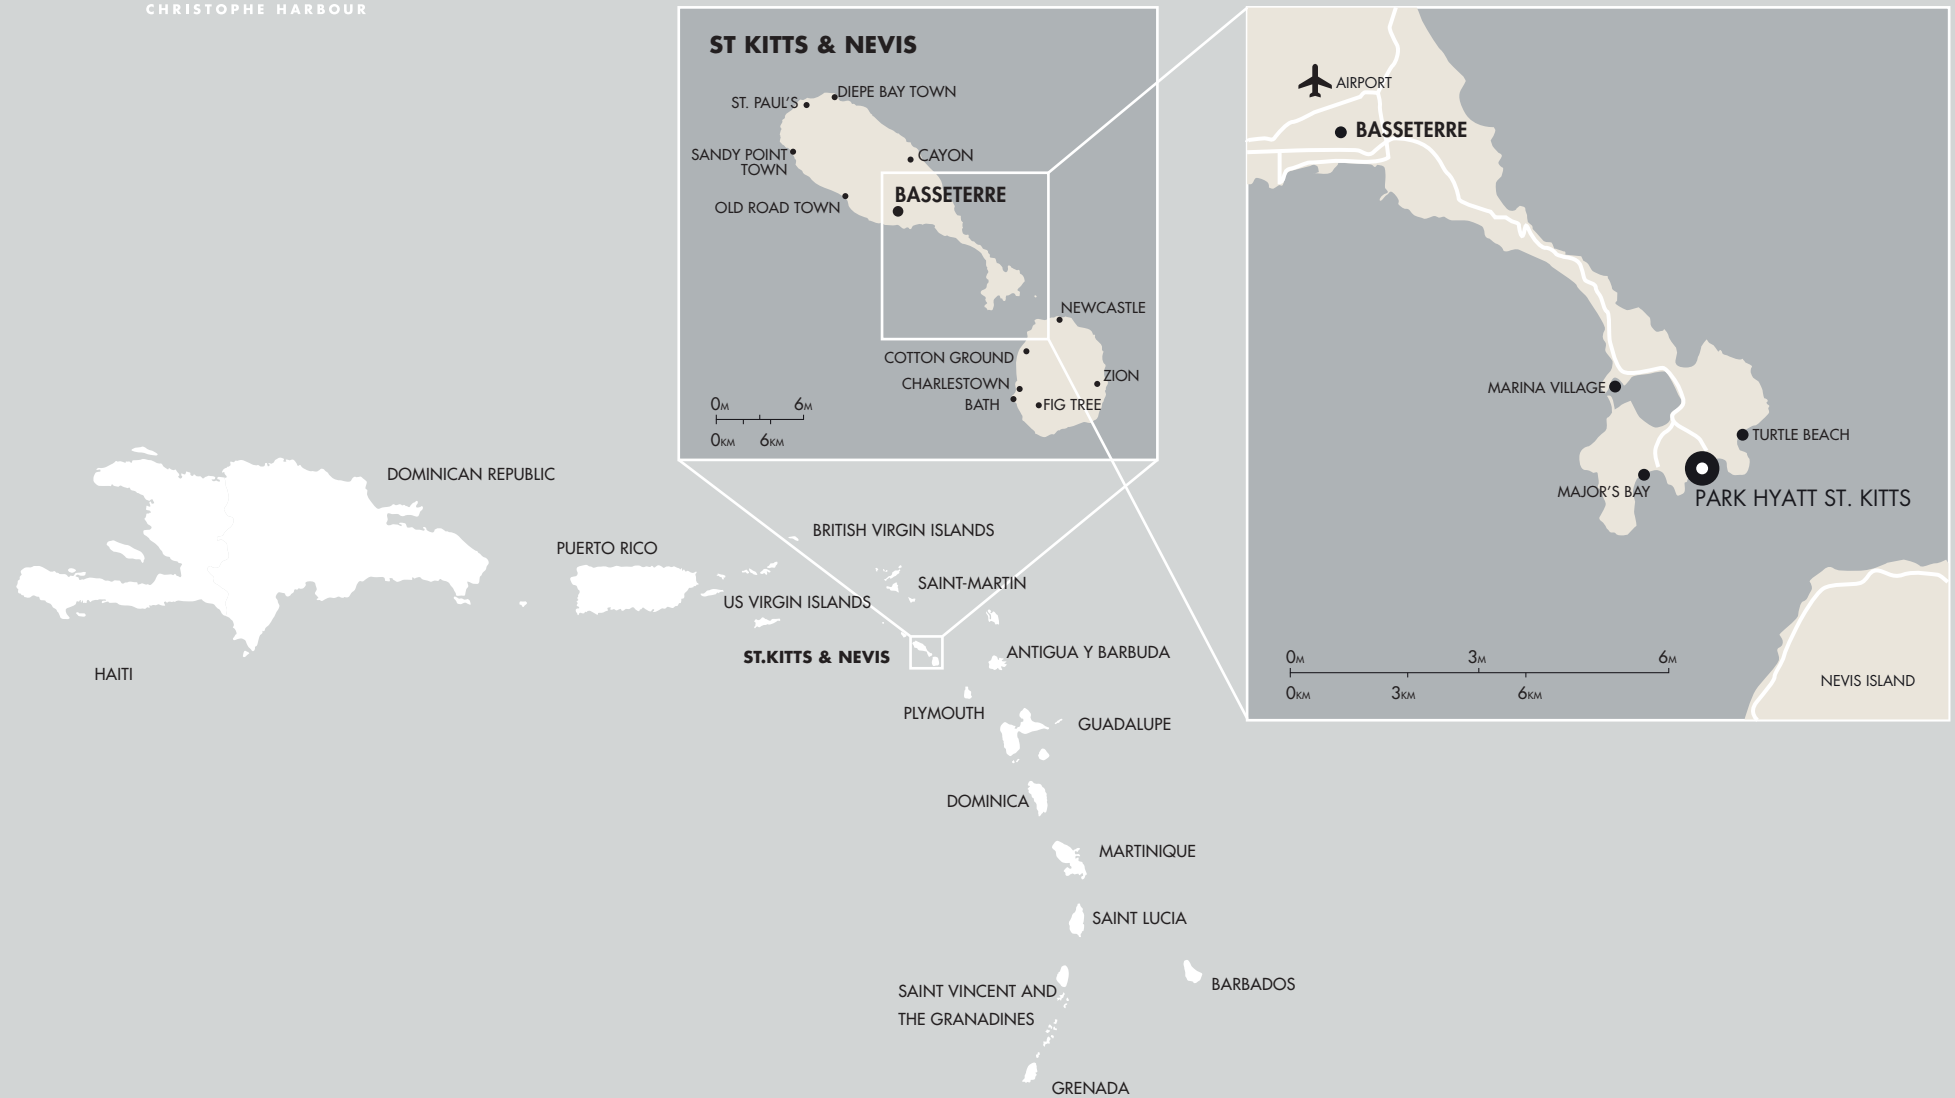 CHRISTOPHE HARBOUR
ST KITTS & NEVIS
DIEPE BAY TOWN
ST. PAUL'S
SANDY POINT
TOWN
CAYON
BASSETERRE
OLD ROAD TOWN
NEWCASTLE
COTTON GROUND
ZION
CHARLESTOWN
BATH
FIG TREE
0M 6M
0KM 6KM
AIRPORT
BASSETERRE
MARINA VILLAGE
TURTLE BEACH
MAJOR'S BAY
PARK HYATT ST. KITTS
NEVIS ISLAND
0M 3M 6M
0KM 3KM 6KM
DOMINICAN REPUBLIC
BRITISH VIRGIN ISLANDS
PUERTO RICO
SAINT-MARTIN
US VIRGIN ISLANDS
ST.KITTS & NEVIS
ANTIGUA Y BARBUDA
HAITI
PLYMOUTH
GUADALUPE
DOMINICA
MARTINIQUE
SAINT LUCIA
BARBADOS
SAINT VINCENT AND
THE GRANADINES
GRENADA